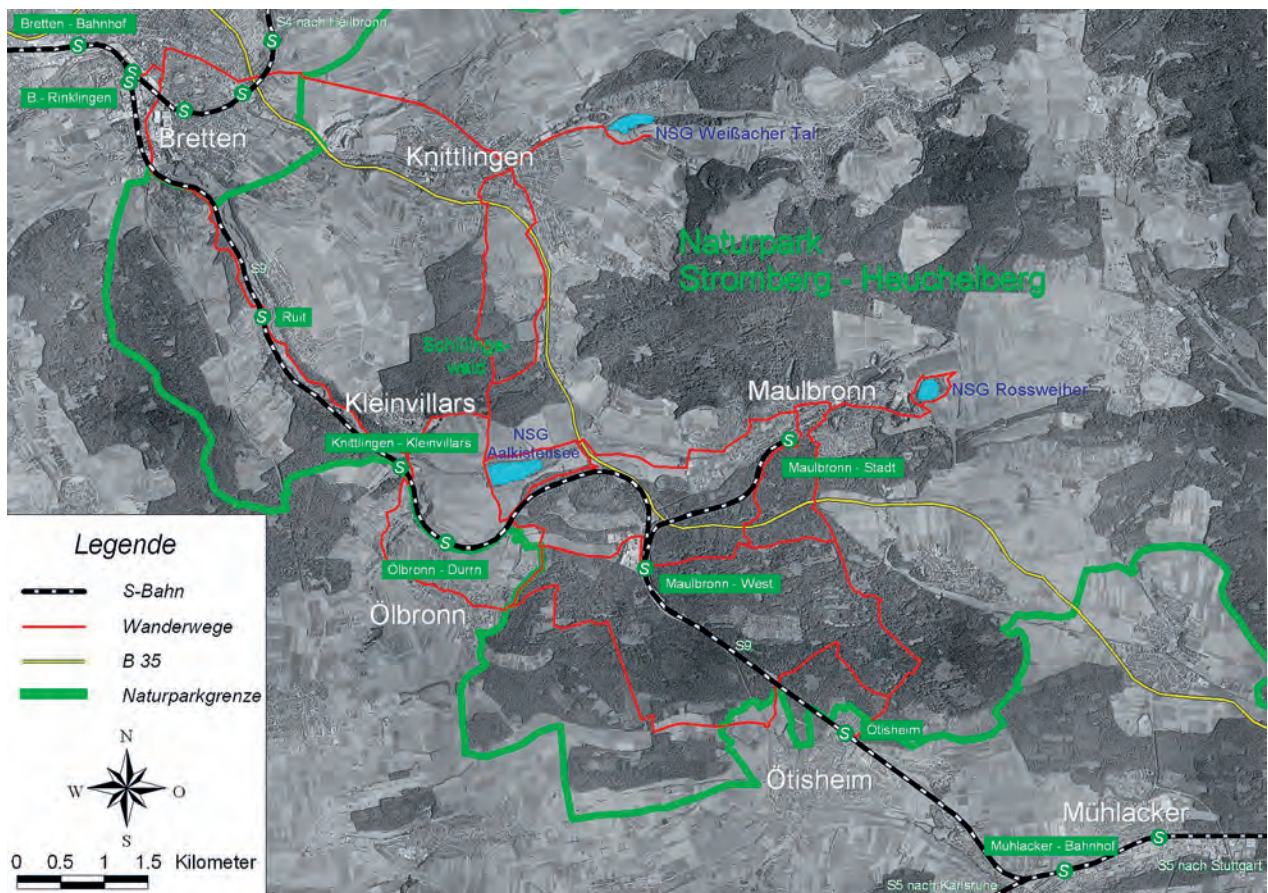 Bretten - Bahnhof
S4 nach Heilbronn
B.- Rinklingen
Bretten
NSG Weißacher Tal
Knittlingen
Naturpark
Stromberg - Heuchelberg
S9
Ruit
Schillings-
wald
Maulbronn
NSG Rossweiher
Kleinvillars
NSG
Aalkistensee
Knittlingen - Kleinvillars
Maulbronn - Stadt
Ölbronn - Dürrn
Maulbronn - West
Ölbronn
S9
Ötisheim
Ötisheim
Mühlacker
Mühlacker - Bahnhof
S5 nach Stuttgart
S5 nach Karlsruhe
Legende
S-Bahn
Wanderwege
B 35
Naturparkgrenze
N
W O
S
0 0.5 1 1.5 Kilometer